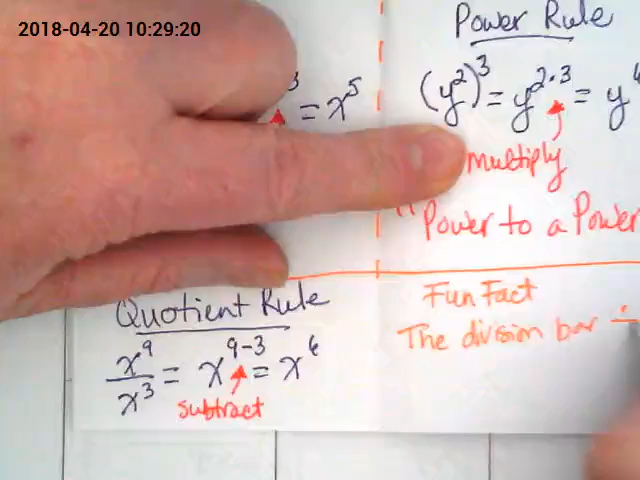 2018-04-20 10:29:20
Power Rule
= x⁵
(y²)³ = y²·³ = y⁶
multiply
"Power to a Power
Quotient Rule
x⁹/x³ = x⁹⁻³ = x⁶
subtract
Fun Fact
The division bar ÷